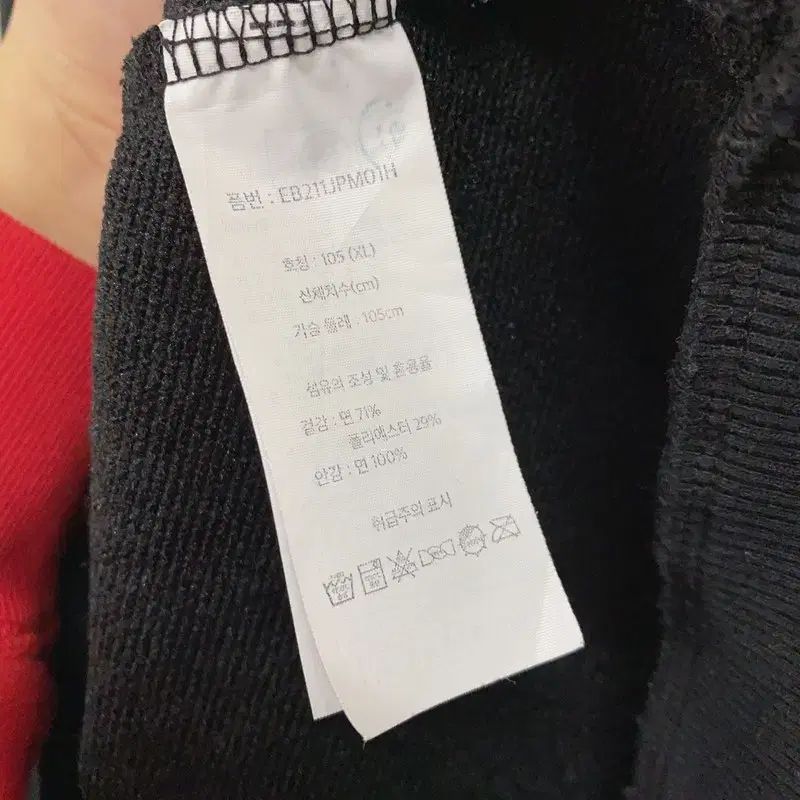 품번 : EB211JPM01H
호칭 : 105 (XL)
신체치수(cm)
가슴 둘레 : 105cm
섬유의 조성 및 혼용율
겉감 : 면 71%
폴리에스터 29%
안감 : 면 100%
취급주의 표시